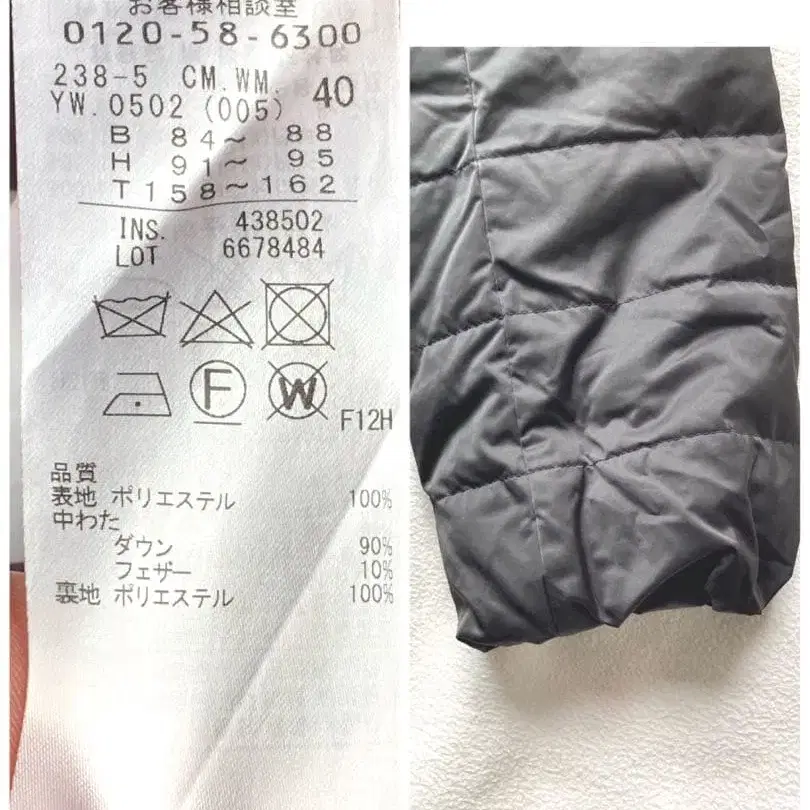 お客様相談室
0120-58-6300
238-5 CM.WM. 40
YW.0502 (005)
B 84〜 88
H 91〜 95
T158〜162
INS. 438502
LOT 6678484
F W
F12H
品質
表地 ポリエステル 100%
中わた
ダウン 90%
フェザー 10%
裏地 ポリエステル 100%